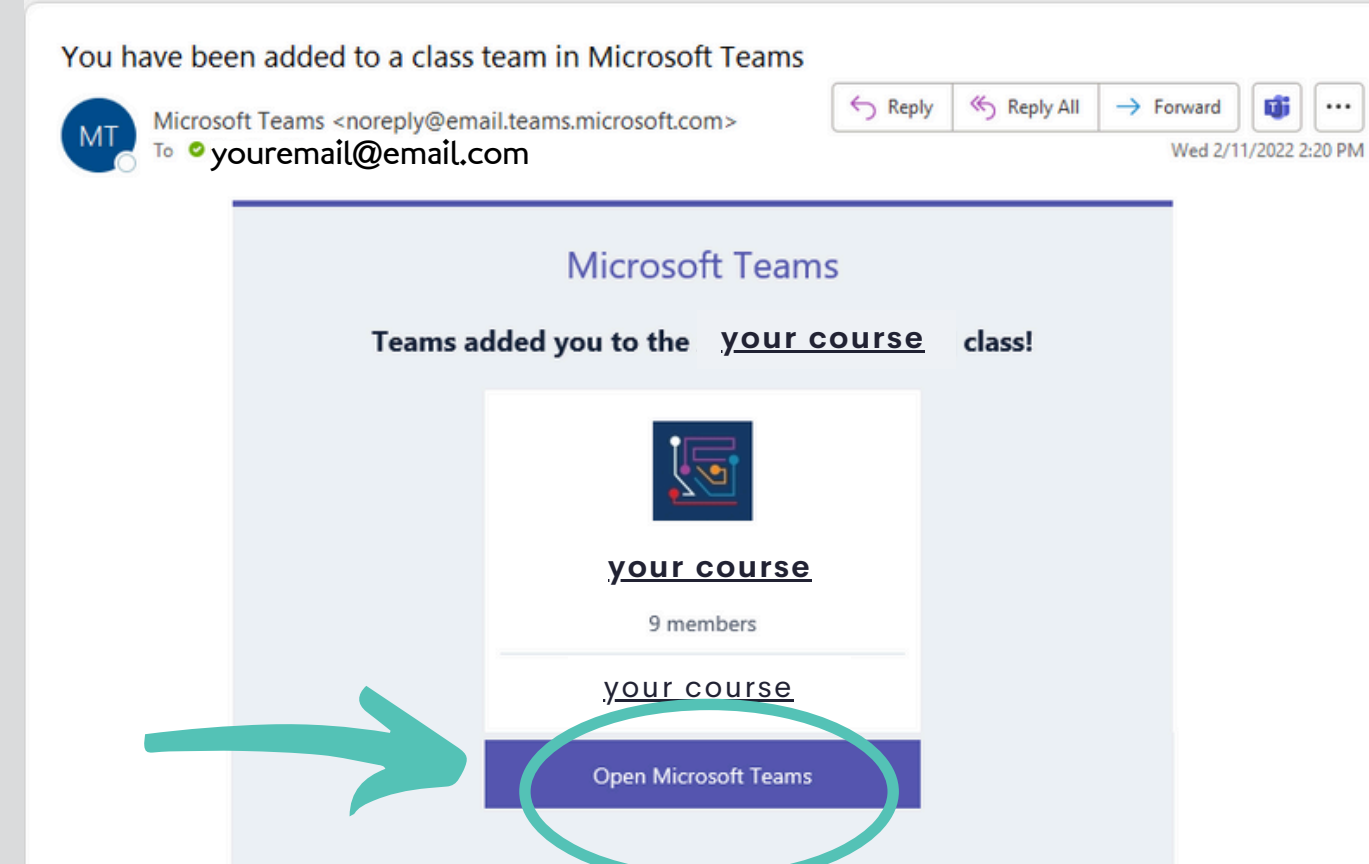 You have been added to a class team in Microsoft Teams
MT
Microsoft Teams <noreply@email.teams.microsoft.com>
To youremail@email.com
Reply
Reply All
Forward
Wed 2/11/2022 2:20 PM
Microsoft Teams
Teams added you to the your course class!
your course
9 members
your course
Open Microsoft Teams